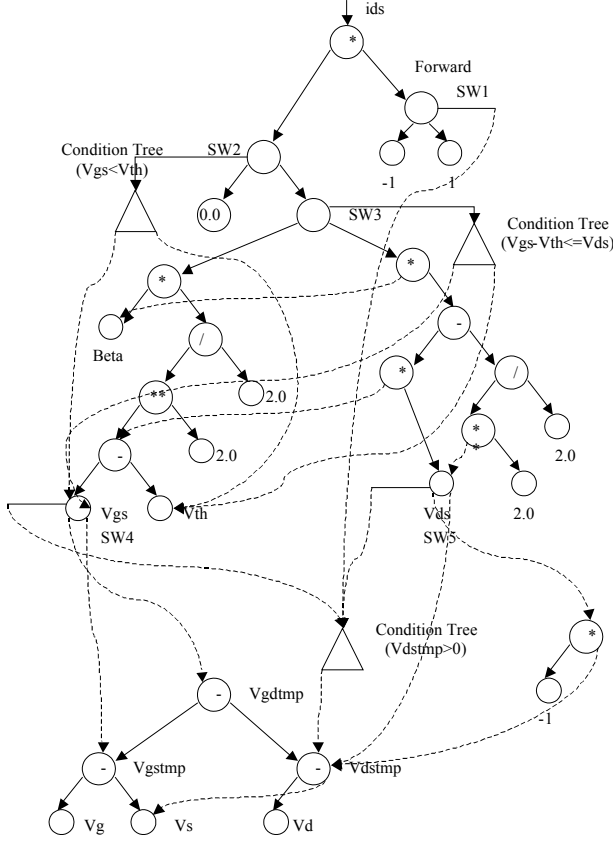 ids
*
Forward
SW1
Condition Tree
(Vgs<Vth)
SW2
-1
1
0.0
SW3
Condition Tree
(Vgs-Vth<=Vds)
*
*
Beta
/
-
**
2.0
*
/
-
2.0
*
*
2.0
Vgs
SW4
Vth
Vds
SW5
2.0
Condition Tree
(Vdstmp>0)
*
-1
-
Vgdtmp
-
Vgstmp
-
Vdstmp
Vg
Vs
Vd